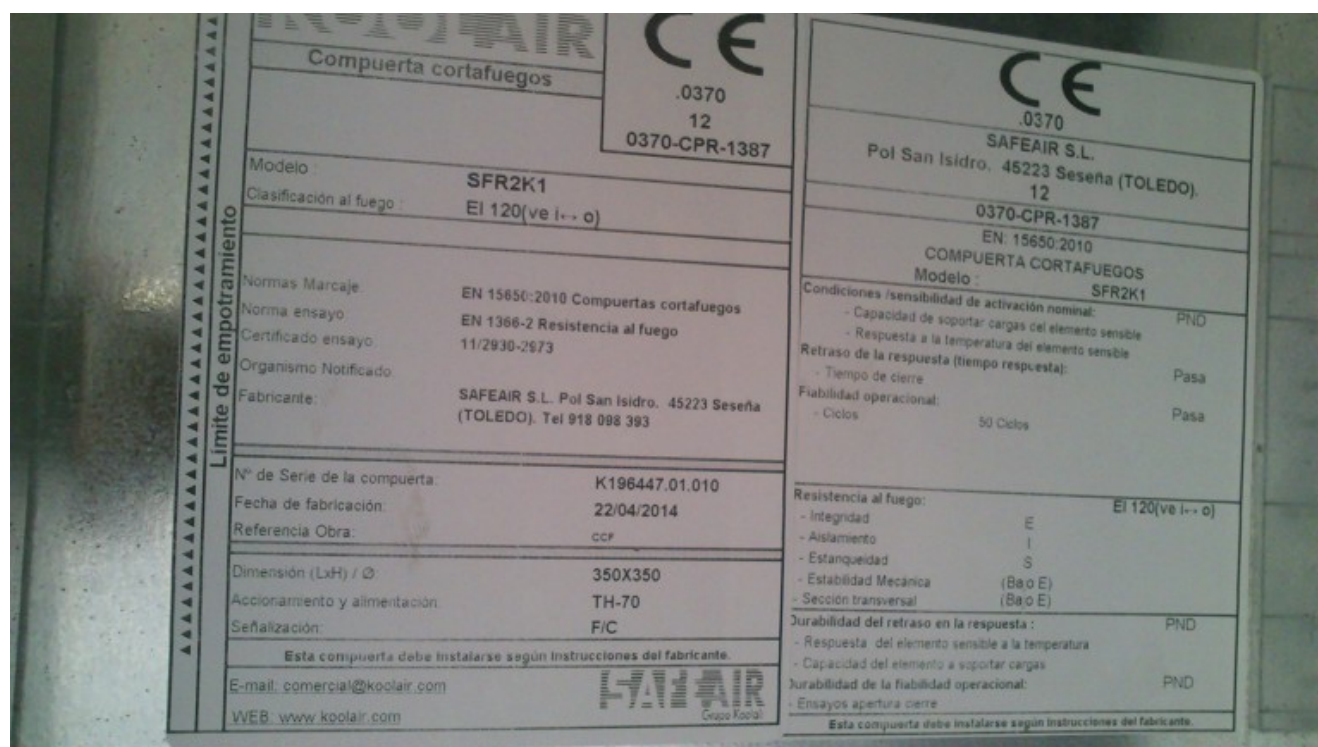 KOOLAIR
Compuerta cortafuegos
CE
.0370
12
0370-CPR-1387
Modelo : SFR2K1
Clasificación al fuego : EI 120(ve i↔ o)
Límite de empotramiento
Normas Marcaje: EN 15650:2010 Compuertas cortafuegos
Norma ensayo: EN 1366-2 Resistencia al fuego
Certificado ensayo: 11/2930-2973
Organismo Notificado:
Fabricante: SAFEAIR S.L. Pol San Isidro. 45223 Seseña
(TOLEDO). Tel 918 098 393
Nº de Serie de la compuerta: K196447.01.010
Fecha de fabricación: 22/04/2014
Referencia Obra: CCF
Dimensión (LxH) / Ø: 350X350
Accionamiento y alimentación: TH-70
Señalización: F/C
Esta compuerta debe instalarse según instrucciones del fabricante.
E-mail: comercial@koolair.com
WEB: www.koolair.com
SAFEAIR
Grupo Koolair
CE
.0370
SAFEAIR S.L.
Pol San Isidro. 45223 Seseña (TOLEDO).
12
0370-CPR-1387
EN: 15650:2010
COMPUERTA CORTAFUEGOS
Modelo : SFR2K1
Condiciones /sensibilidad de activación nominal: PND
- Capacidad de soportar cargas del elemento sensible
- Respuesta a la temperatura del elemento sensible
Retraso de la respuesta (tiempo respuesta): Pasa
- Tiempo de cierre
Fiabilidad operacional: Pasa
- Ciclos 50 Ciclos
Resistencia al fuego: EI 120(ve i↔ o)
- Integridad E
- Aislamiento I
- Estanqueidad S
- Estabilidad Mecánica (Bajo E)
- Sección transversal (Bajo E)
Durabilidad del retraso en la respuesta : PND
- Respuesta del elemento sensible a la temperatura
- Capacidad del elemento a soportar cargas
Durabilidad de la fiabilidad operacional: PND
- Ensayos apertura cierre
Esta compuerta debe instalarse según instrucciones del fabricante.